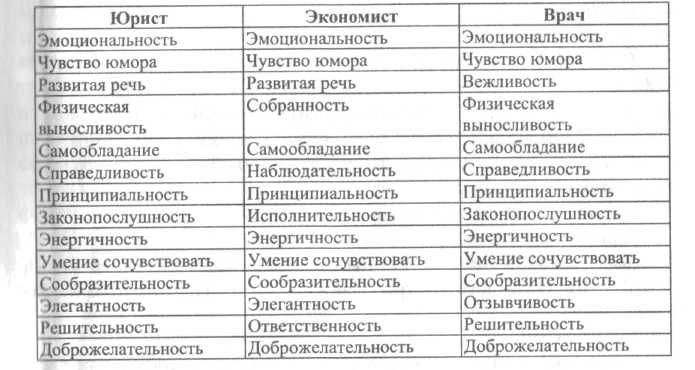 Юрист Экономист Врач
Эмоциональность Эмоциональность Эмоциональность
Чувство юмора Чувство юмора Чувство юмора
Развитая речь Развитая речь Вежливость
Физическая Собранность Физическая
выносливость выносливость
Самообладание Самообладание Самообладание
Справедливость Наблюдательность Справедливость
Принципиальность Принципиальность Принципиальность
Законопослушность Исполнительность Законопослушность
Энергичность Энергичность Энергичность
Умение сочувствовать Умение сочувствовать Умение сочувствовать
Сообразительность Сообразительность Сообразительность
Элегантность Элегантность Отзывчивость
Решительность Ответственность Решительность
Доброжелательность Доброжелательность Доброжелательность